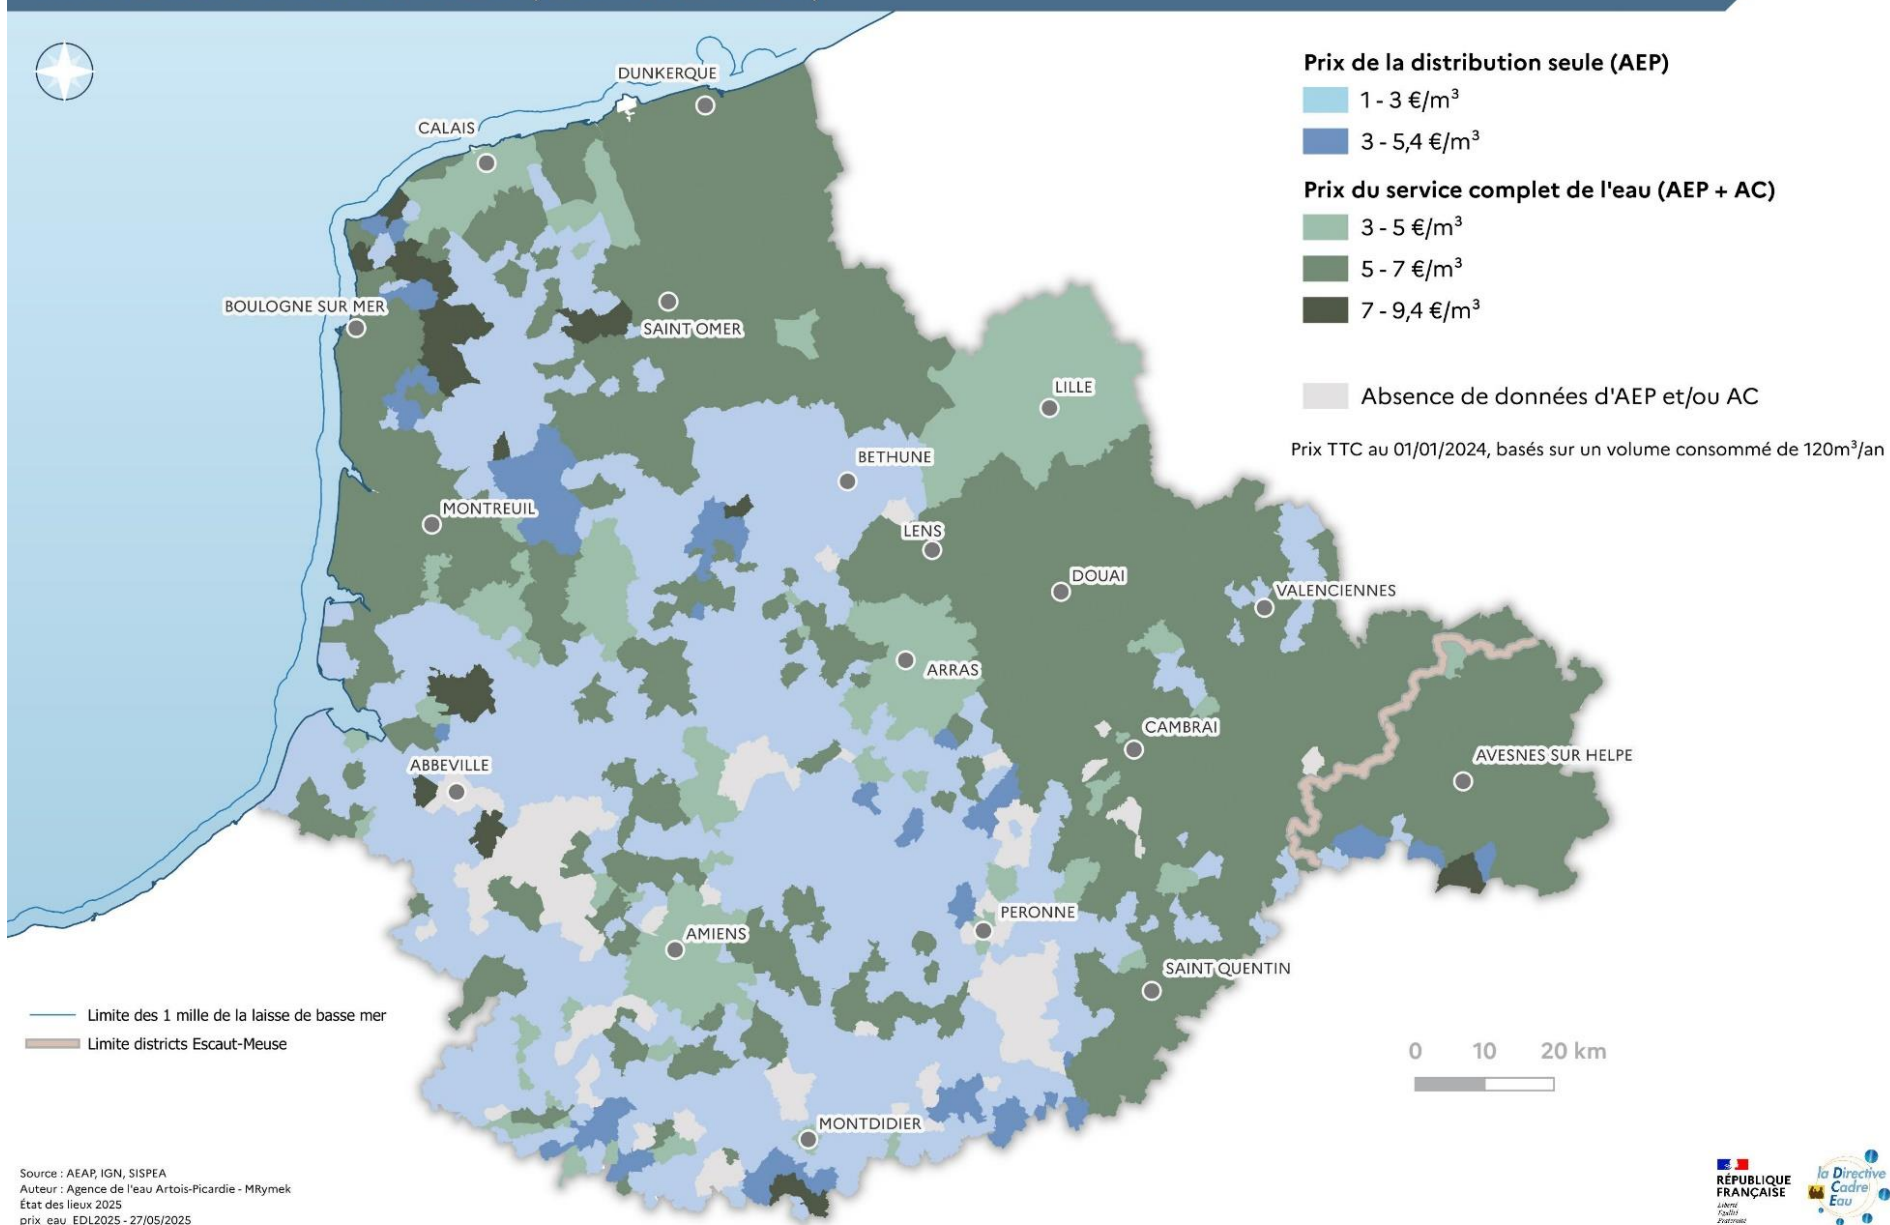 DUNKERQUE
CALAIS
BOULOGNE SUR MER
SAINT OMER
LILLE
BETHUNE
MONTREUIL
LENS
DOUAI
VALENCIENNES
ARRAS
CAMBRAI
AVESNES SUR HELPE
ABBEVILLE
PERONNE
AMIENS
SAINT QUENTIN
MONTDIDIER
Prix de la distribution seule (AEP)
1 - 3 €/m³
3 - 5,4 €/m³
Prix du service complet de l'eau (AEP + AC)
3 - 5 €/m³
5 - 7 €/m³
7 - 9,4 €/m³
Absence de données d'AEP et/ou AC
Prix TTC au 01/01/2024, basés sur un volume consommé de 120m³/an
Limite des 1 mille de la laisse de basse mer
Limite districts Escaut-Meuse
0 10 20 km
Source : AEAP, IGN, SISPEA
Auteur : Agence de l'eau Artois-Picardie - MRymek
État des lieux 2025
prix_eau_EDL2025 - 27/05/2025
RÉPUBLIQUE
FRANÇAISE
Liberté
Égalité
Fraternité
la Directive
Cadre
Eau